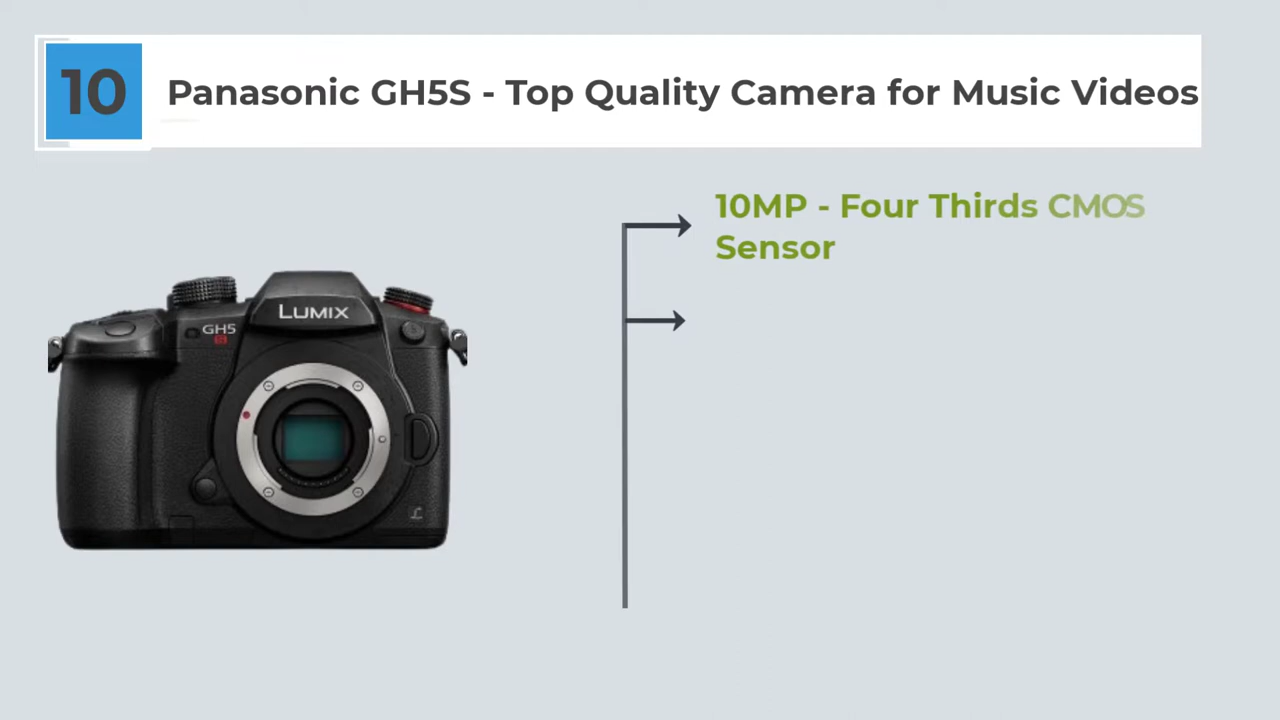 10
Panasonic GH5S - Top Quality Camera for Music Videos
10MP - Four Thirds CMOS
Sensor
LUMIX
GH5
S
L